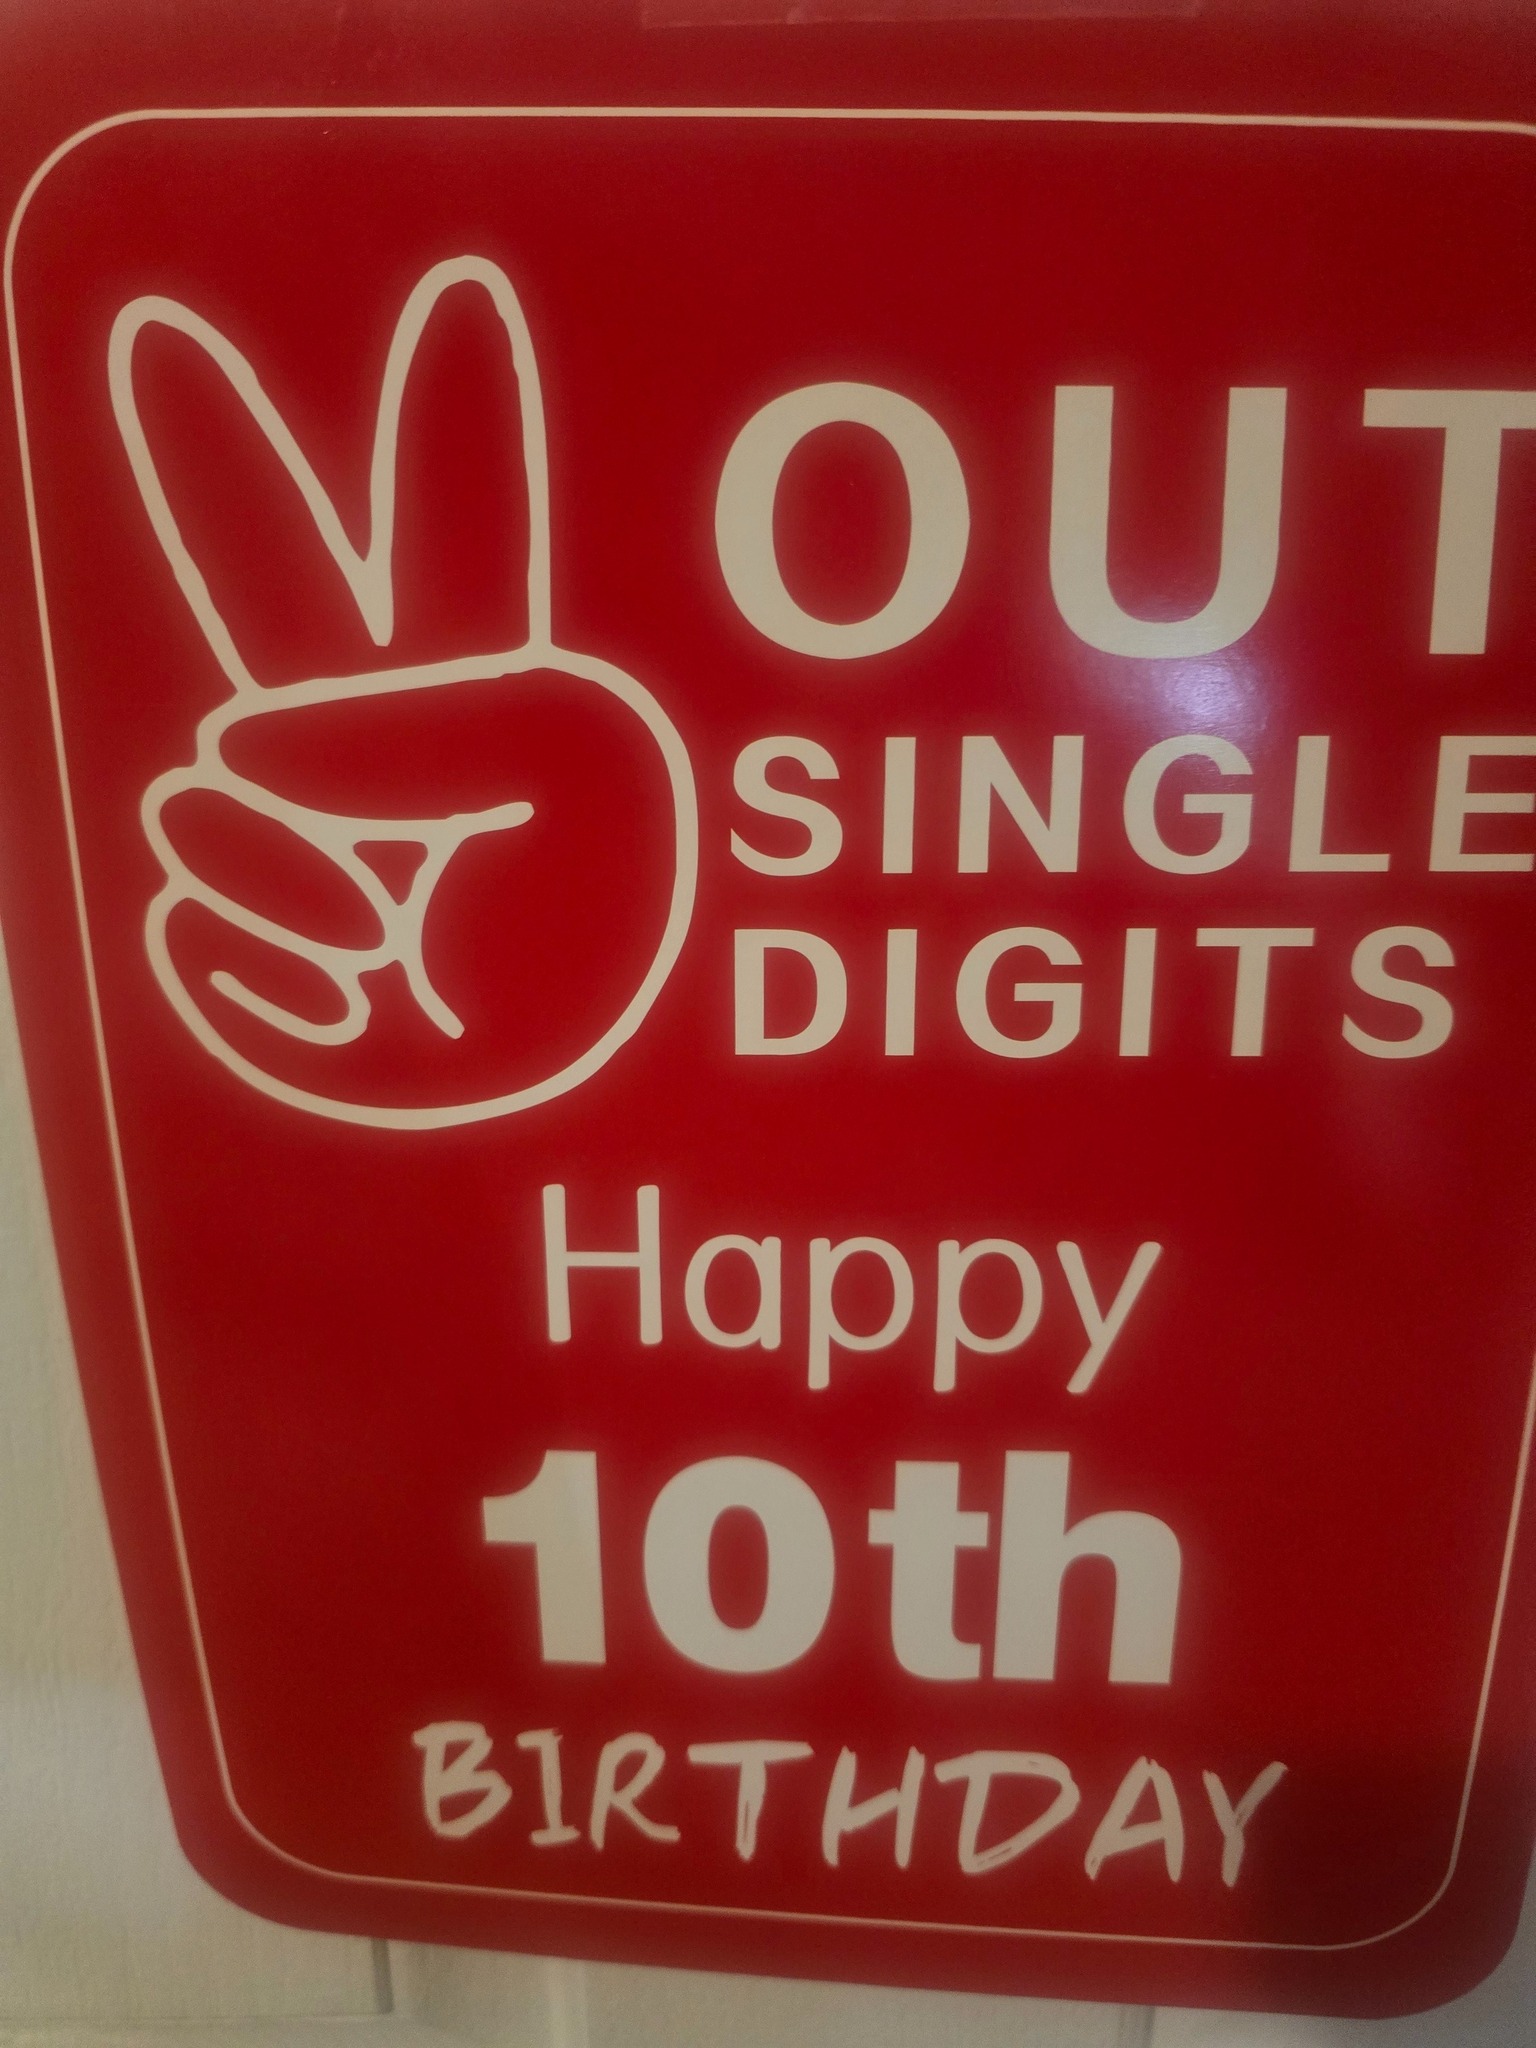 OUT
SINGLE
DIGITS
Happy
10th
BIRTHDAY